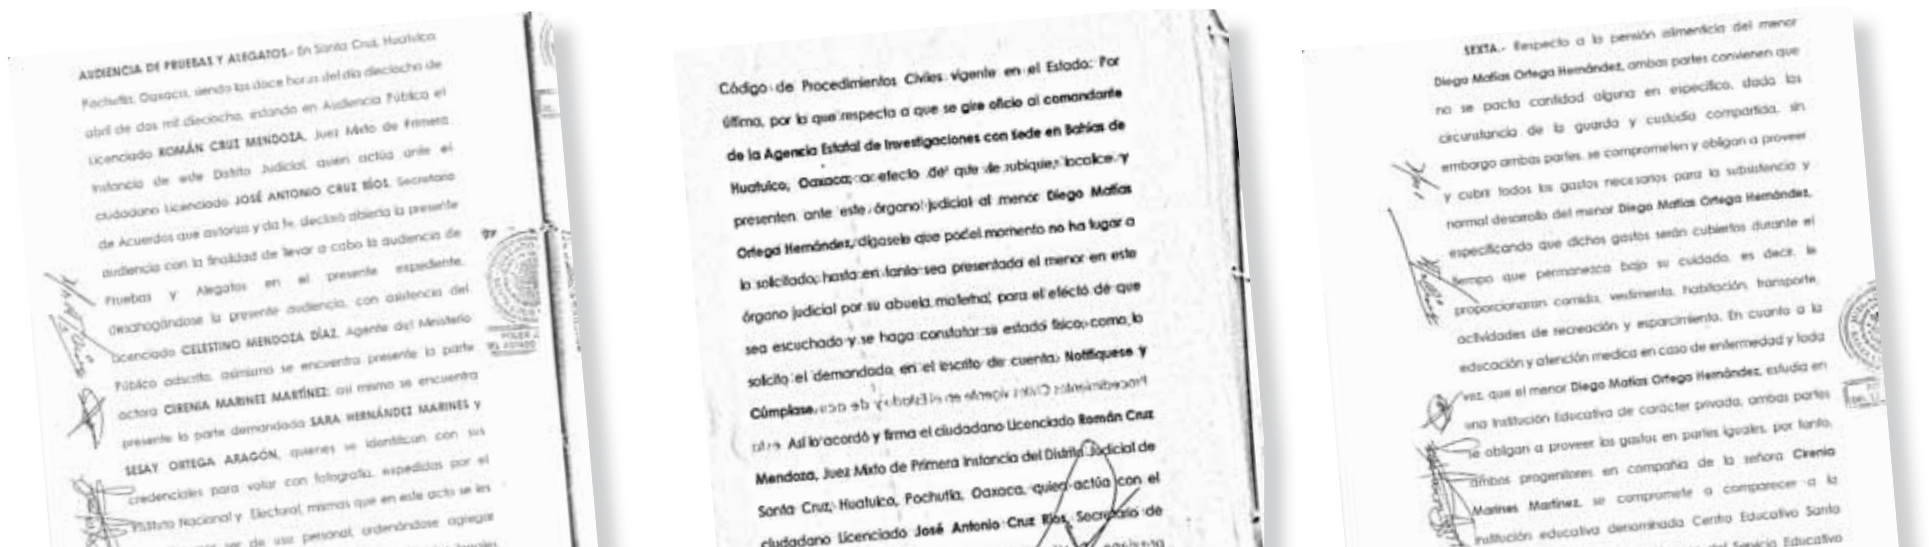 AUDIENCIA DE PRUEBAS Y ALEGATOS.- En Santa Cruz, Huatulco,
Pochutla, Oaxaca, siendo las doce horas del día dieciocho de
abril de dos mil dieciocho, estando en Audiencia Pública el
Licenciado ROMÁN CRUZ MENDOZA, Juez Mixto de Primera
Instancia de este Distrito Judicial, quien actúa ante el
ciudadano Licenciado JOSÉ ANTONIO CRUZ RÍOS, Secretario
de Acuerdos que autoriza y da fe, declaró abierta la presente
audiencia con la finalidad de llevar a cabo la audiencia de
Pruebas y Alegatos en el presente expediente,
desahogándose la presente audiencia, con asistencia del
Licenciado CELESTINO MENDOZA DÍAZ, Agente del Ministerio
Público adscrito, asimismo se encuentra presente la parte
actora CIRENIA MARINEZ MARTÍNEZ; así mismo se encuentra
presente la parte demandada SARA HERNÁNDEZ MARINES y
SESAY ORTEGA ARAGÓN, quienes se identifican con sus
credenciales para votar con fotografía, expedidas por el
Instituto Nacional y Electoral, mismas que en este acto se les
ser de uso personal, ordenándose agregar
PODER J
DEL ESTADO
Código de Procedimientos Civiles vigente en el Estado; Por
último, por lo que respecta a que se gire oficio al comandante
de la Agencia Estatal de Investigaciones con Sede en Bahías de
Huatulco, Oaxaca; a efecto de que de ubique, localice y
presenten ante este órgano judicial al menor Diego Matías
Ortega Hernández, dígasele que por el momento no ha lugar a
lo solicitado, hasta en tanto sea presentada el menor en este
órgano judicial por su abuela materna, para el efecto de que
sea escuchado y se haga constatar su estado físico, como lo
solicito el demandado en el escrito de cuenta. Notifíquese y
Cúmplase.
Así lo acordó y firma el ciudadano Licenciado Román Cruz
Mendoza, Juez Mixto de Primera Instancia del Distrito Judicial de
Santa Cruz, Huatulco, Pochutla, Oaxaca, quien actúa con el
ciudadano Licenciado José Antonio Cruz Ríos, Secretario de
SEXTA.- Respecto a la pensión alimenticia del menor
Diego Matías Ortega Hernández, ambas partes convienen que
no se pacta cantidad alguna en especifico, dada las
circunstancia de la guarda y custodia compartida, sin
embargo ambas partes, se comprometen y obligan a proveer
y cubrir todos los gastos necesarios para la subsistencia y
normal desarrollo del menor Diego Matías Ortega Hernández,
especificando que dichos gastos serán cubiertos durante el
tiempo que permanezca bajo su cuidado, es decir, le
proporcionaran comida, vestimenta, habitación, transporte,
actividades de recreación y esparcimiento. En cuanto a la
educación y atención medica en caso de enfermedad y toda
vez, que el menor Diego Matías Ortega Hernández, estudia en
una Institución Educativa de carácter privada, ambas partes
se obligan a proveer los gastos en partes iguales, por tanto,
ambos progenitores en compañía de la señora Cirenia
Marines Martínez, se compromete a comparecer a la
institución educativa denominada Centro Educativo Santa
del Servicio Educativo